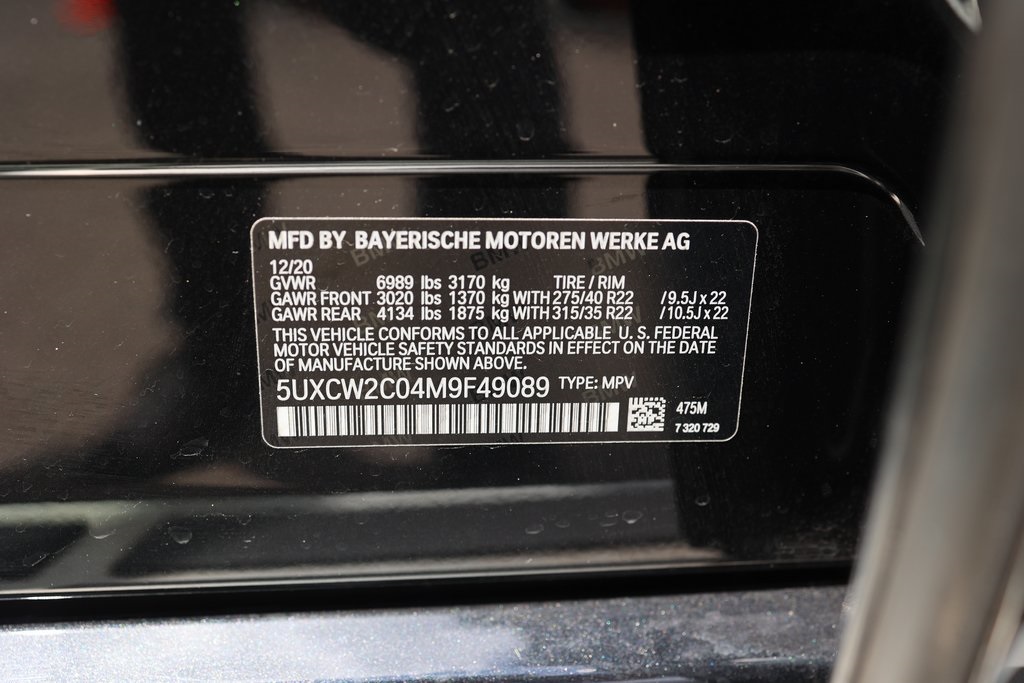 MFD BY BAYERISCHE MOTOREN WERKE AG
12/20
GVWR 6989 lbs 3170 kg TIRE / RIM
GAWR FRONT 3020 lbs 1370 kg WITH 275/40 R22 / 9.5J x 22
GAWR REAR 4134 lbs 1875 kg WITH 315/35 R22 / 10.5J x 22
THIS VEHICLE CONFORMS TO ALL APPLICABLE U. S. FEDERAL
MOTOR VEHICLE SAFETY STANDARDS IN EFFECT ON THE DATE
OF MANUFACTURE SHOWN ABOVE.
5UXCW2C04M9F49089 TYPE: MPV
475M
7 320 729